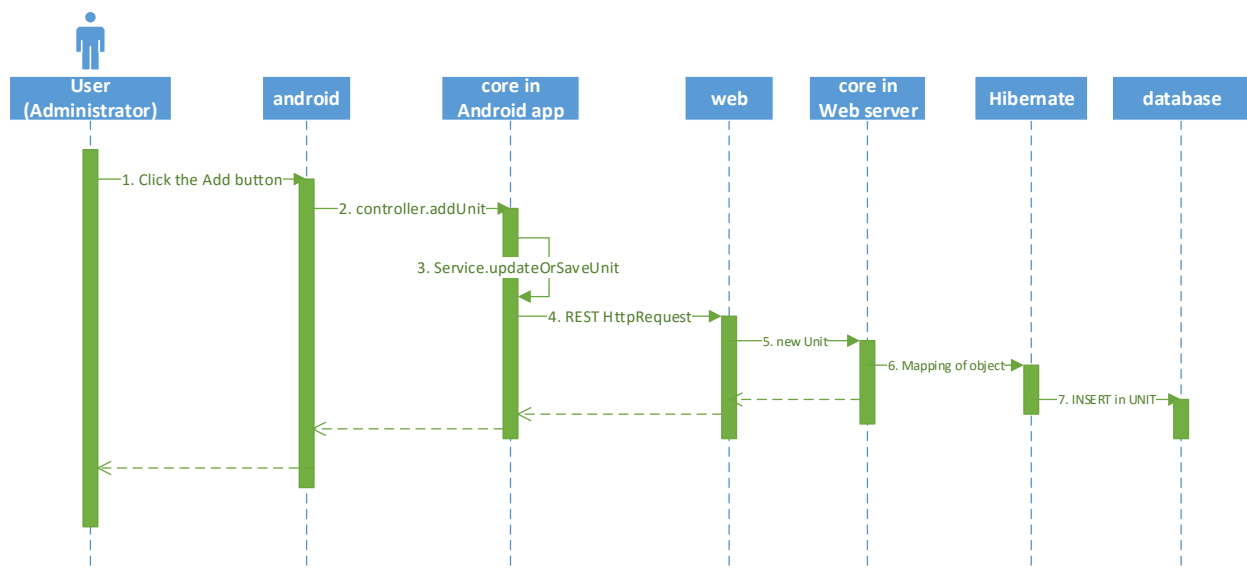 User
(Administrator)
android
core in
Android app
web
core in
Web server
Hibernate
database
1. Click the Add button
2. controller.addUnit
3. Service.updateOrSaveUnit
4. REST HttpRequest
5. new Unit
6. Mapping of object
7. INSERT in UNIT